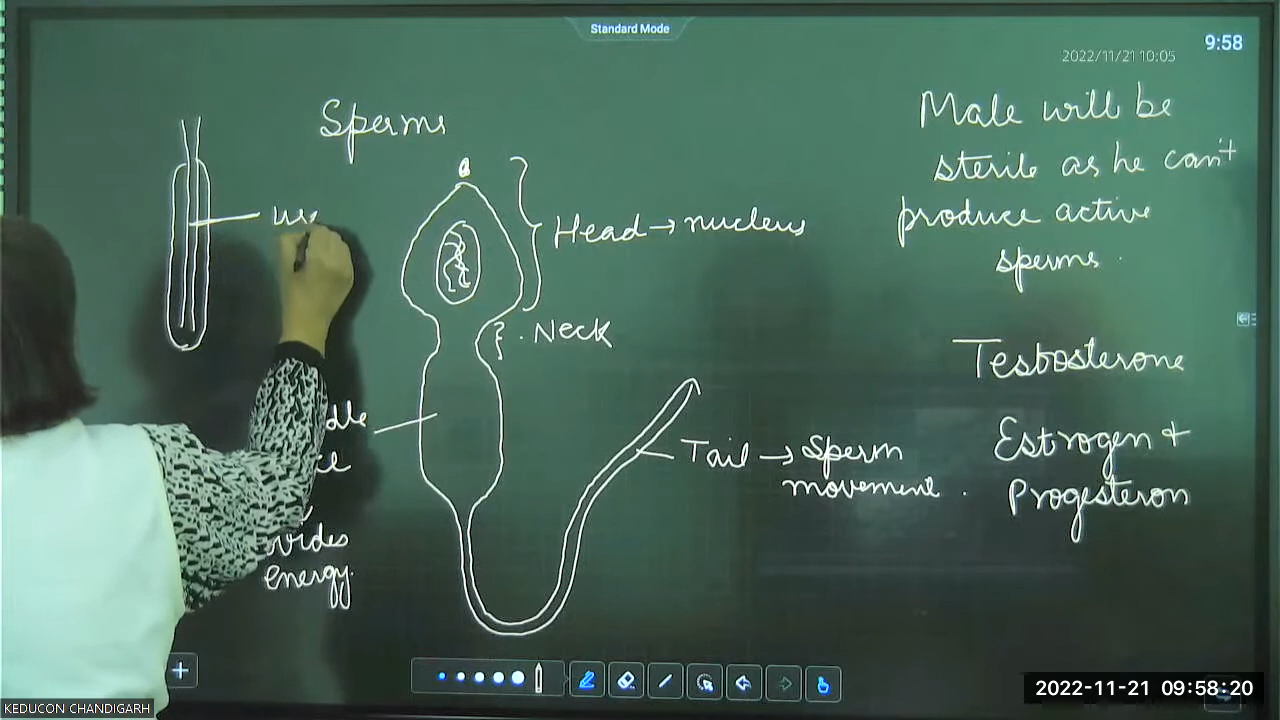 Standard Mode
9:58
2022/11/21 10:05
Sperms
Male will be
sterile as he can't
produce active
sperms.
Head → nucleus
Neck
Testosterone
Tail → Sperm
movement.
Estrogen +
Progesteron
energy.
KEDUCON CHANDIGARH
2022-11-21 09:58:20